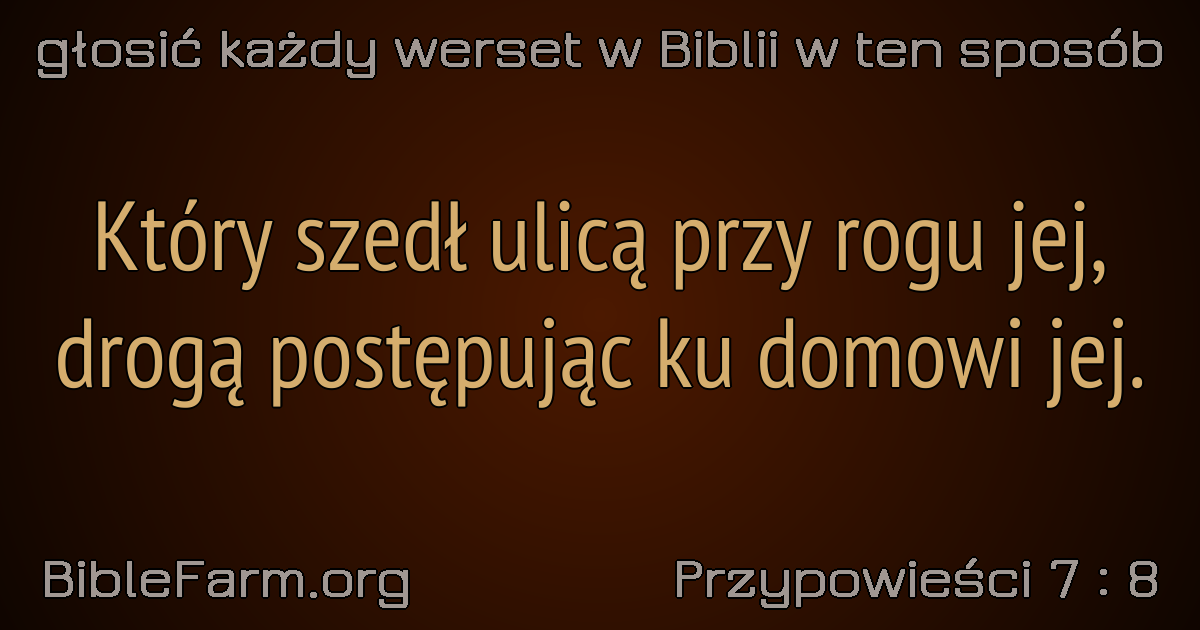 głosić każdy werset w Biblii w ten sposób
Który szedł ulicą przy rogu jej,
drogą postępując ku domowi jej.
BibleFarm.org
Przypowieści 7 : 8